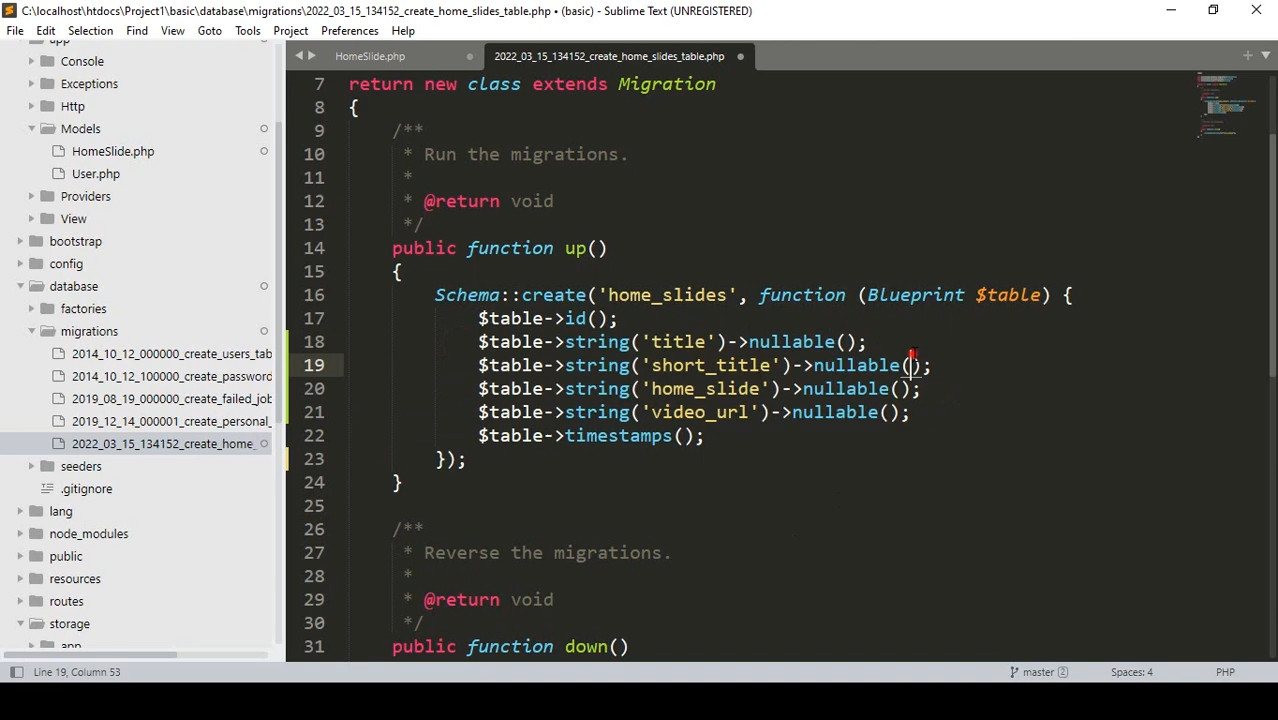 C:\localhost\htdocs\Project1\basic\database\migrations\2022_03_15_134152_create_home_slides_table.php • (basic) - Sublime Text (UNREGISTERED)
File Edit Selection Find View Goto Tools Project Preferences Help
HomeSlide.php
2022_03_15_134152_create_home_slides_table.php
Console
Exceptions
Http
Models
HomeSlide.php
User.php
Providers
View
bootstrap
config
database
factories
migrations
2014_10_12_000000_create_users_tab
2014_10_12_100000_create_password
2019_08_19_000000_create_failed_job
2019_12_14_000001_create_personal_
2022_03_15_134152_create_home_
seeders
.gitignore
lang
node_modules
public
resources
routes
storage
app
7 return new class extends Migration
8 {
9 /**
10 * Run the migrations.
11 *
12 * @return void
13 */
14 public function up()
15 {
16 Schema::create('home_slides', function (Blueprint $table) {
17 $table->id();
18 $table->string('title')->nullable();
19 $table->string('short_title')->nullable();
20 $table->string('home_slide')->nullable();
21 $table->string('video_url')->nullable();
22 $table->timestamps();
23 });
24 }
25
26 /**
27 * Reverse the migrations.
28 *
29 * @return void
30 */
31 public function down()
Line 19, Column 53
master 2
Spaces: 4
PHP